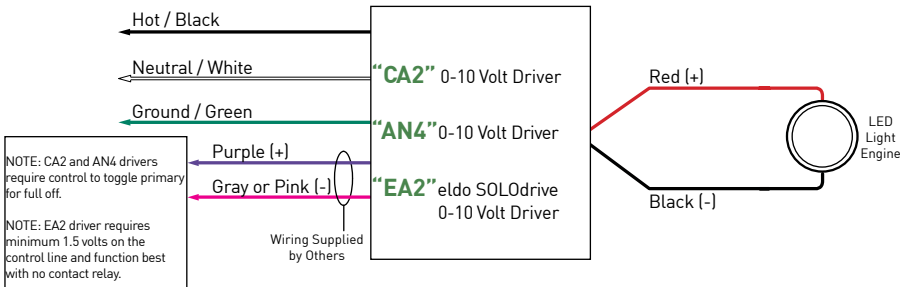 Hot / Black
Neutral / White
Ground / Green
Purple (+)
Gray or Pink (-)
NOTE: CA2 and AN4 drivers
require control to toggle primary
for full off.
NOTE: EA2 driver requires
minimum 1.5 volts on the
control line and function best
with no contact relay.
Wiring Supplied
by Others
“CA2” 0-10 Volt Driver
“AN4” 0-10 Volt Driver
“EA2” eldo SOLOdrive
0-10 Volt Driver
Red (+)
Black (-)
LED
Light
Engine